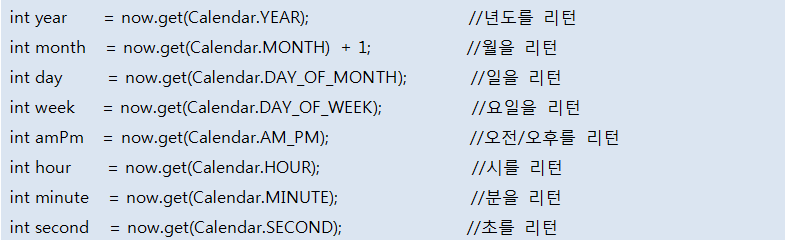 int year = now.get(Calendar.YEAR); //년도를 리턴
int month = now.get(Calendar.MONTH) + 1; //월을 리턴
int day = now.get(Calendar.DAY_OF_MONTH); //일을 리턴
int week = now.get(Calendar.DAY_OF_WEEK); //요일을 리턴
int amPm = now.get(Calendar.AM_PM); //오전/오후를 리턴
int hour = now.get(Calendar.HOUR); //시를 리턴
int minute = now.get(Calendar.MINUTE); //분을 리턴
int second = now.get(Calendar.SECOND); //초를 리턴